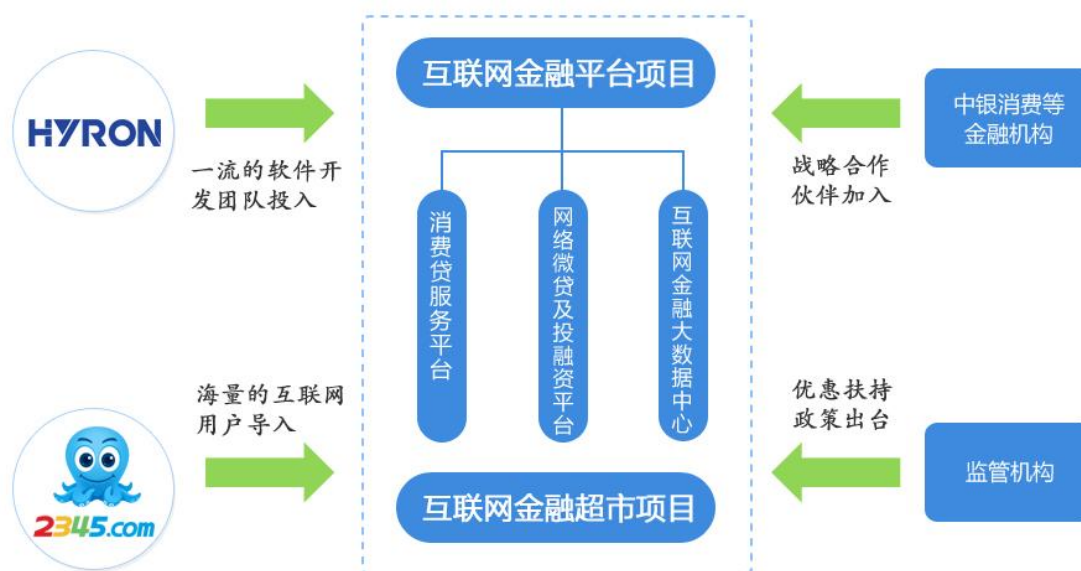 互联网金融平台项目
HYRON
一流的软件开
发团队投入
战略合作
伙伴加入
中银消费等
金融机构
消费贷服务平台
网络微贷及投融资平台
互联网金融大数据中心
海量的互联网
用户导入
优惠扶持
政策出台
监管机构
2345.com
互联网金融超市项目